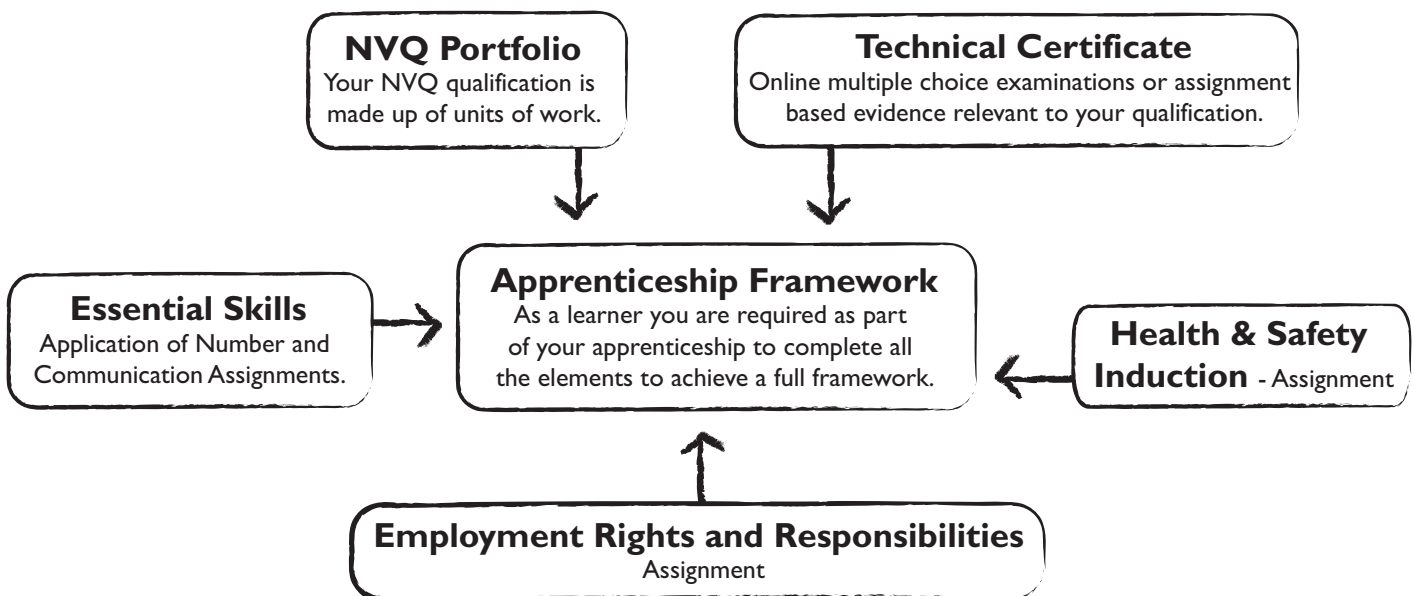 NVQ Portfolio
Your NVQ qualification is
made up of units of work.
Technical Certificate
Online multiple choice examinations or assignment
based evidence relevant to your qualification.
Essential Skills
Application of Number and
Communication Assignments.
Apprenticeship Framework
As a learner you are required as part
of your apprenticeship to complete all
the elements to achieve a full framework.
Health & Safety
Induction - Assignment
Employment Rights and Responsibilities
Assignment